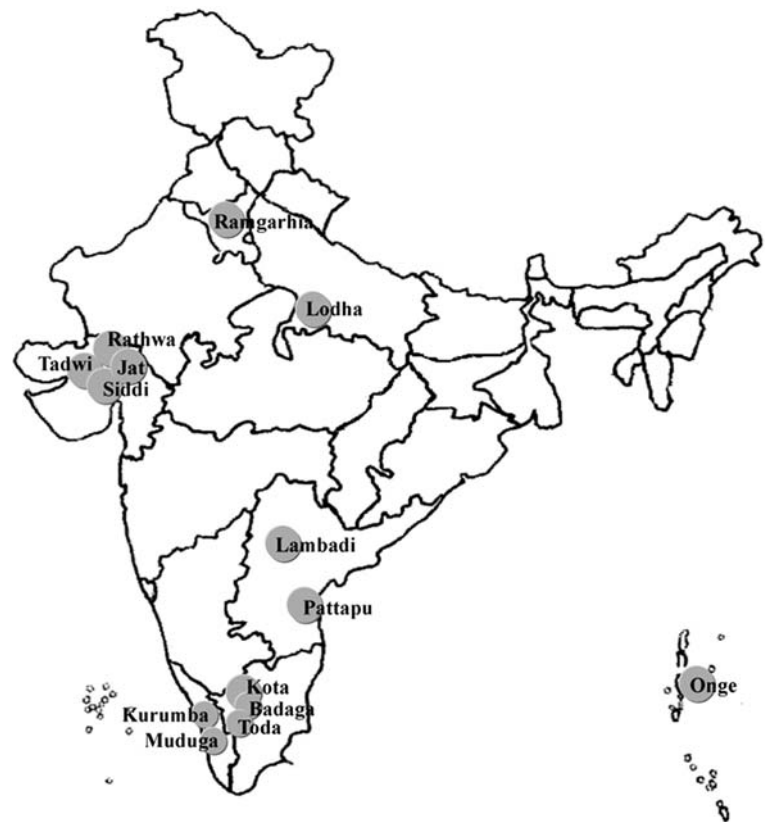 Ramgarhia
Lodha
Rathwa
Tadwi
Jat
Siddi
Lambadi
Pattapu
Kota
Onge
Badaga
Kurumba
Toda
Muduga